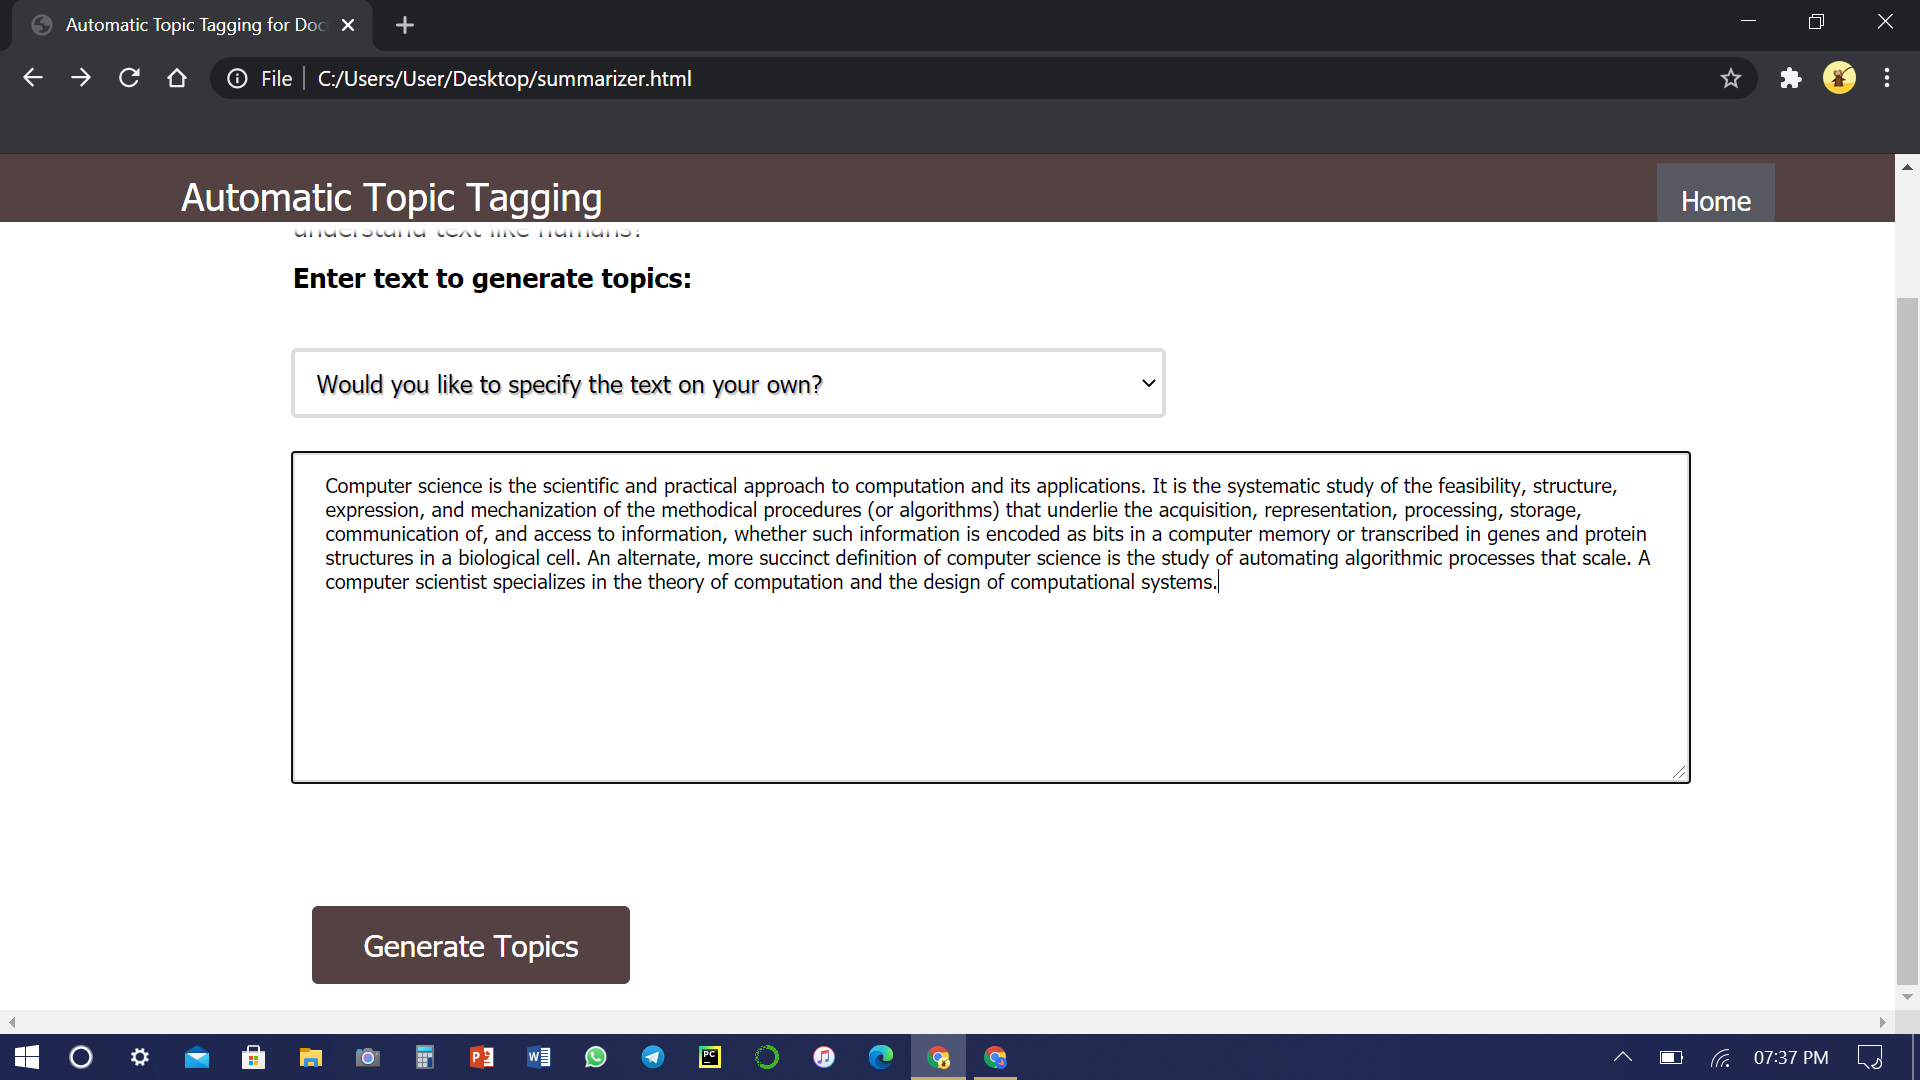 Automatic Topic Tagging for Doc
File
C:/Users/User/Desktop/summarizer.html
Automatic Topic Tagging
Home
understand text like humans?
Enter text to generate topics:
Would you like to specify the text on your own?
Computer science is the scientific and practical approach to computation and its applications. It is the systematic study of the feasibility, structure,
expression, and mechanization of the methodical procedures (or algorithms) that underlie the acquisition, representation, processing, storage,
communication of, and access to information, whether such information is encoded as bits in a computer memory or transcribed in genes and protein
structures in a biological cell. An alternate, more succinct definition of computer science is the study of automating algorithmic processes that scale. A
computer scientist specializes in the theory of computation and the design of computational systems.
Generate Topics
07:37 PM